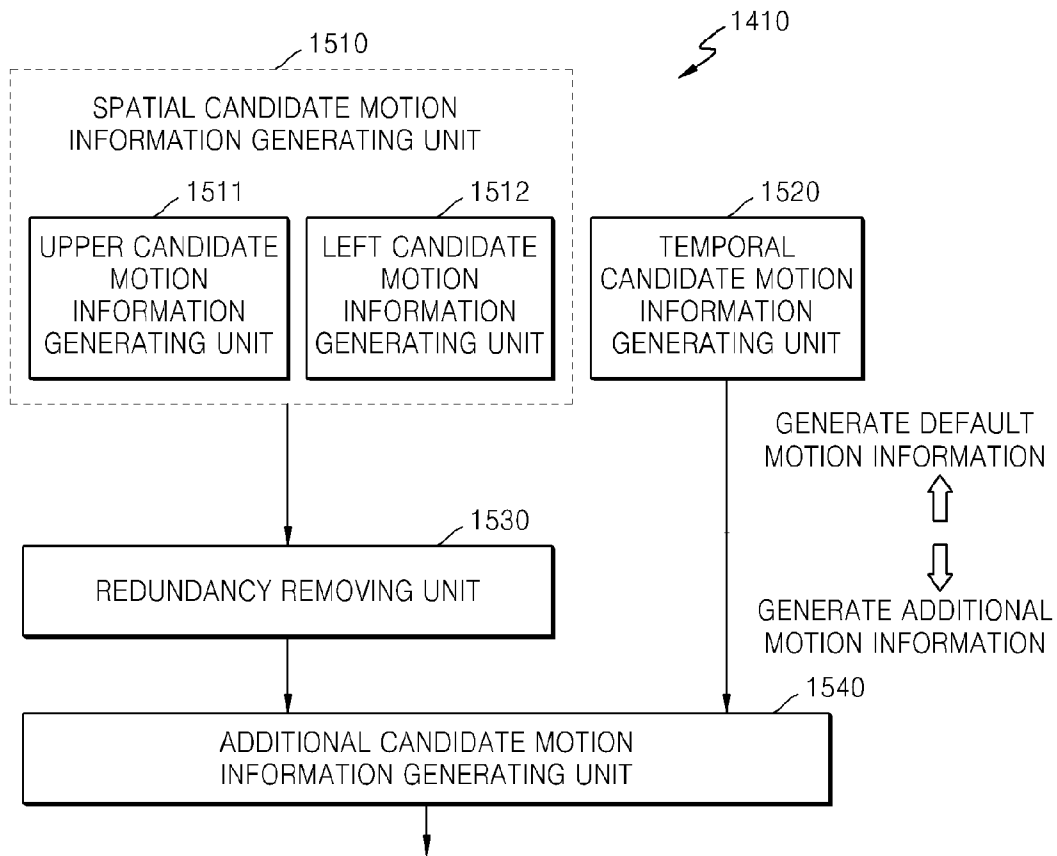 1410
1510
SPATIAL CANDIDATE MOTION
INFORMATION GENERATING UNIT
1511
1512
1520
UPPER CANDIDATE
MOTION
INFORMATION
GENERATING UNIT
LEFT CANDIDATE
MOTION
INFORMATION
GENERATING UNIT
TEMPORAL
CANDIDATE MOTION
INFORMATION
GENERATING UNIT
GENERATE DEFAULT
MOTION INFORMATION
1530
REDUNDANCY REMOVING UNIT
GENERATE ADDITIONAL
MOTION INFORMATION
1540
ADDITIONAL CANDIDATE MOTION
INFORMATION GENERATING UNIT